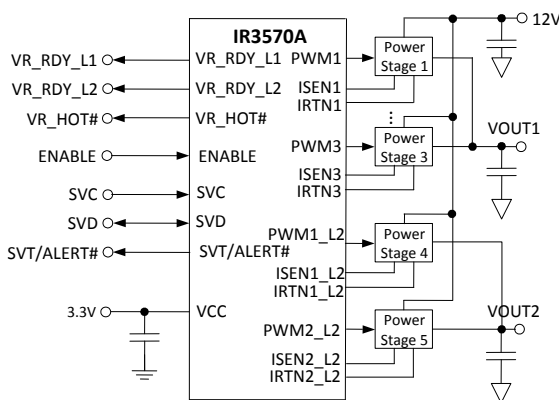 IR3570A
12V
VR_RDY_L1
VR_RDY_L1
PWM1
Power
Stage 1
ISEN1
IRTN1
VR_RDY_L2
VR_RDY_L2
VR_HOT#
VR_HOT#
...
VOUT1
ENABLE
ENABLE
PWM3
Power
Stage 3
ISEN3
IRTN3
SVC
SVC
SVD
SVD
PWM1_L2
Power
Stage 4
SVT/ALERT#
SVT/ALERT#
ISEN1_L2
IRTN1_L2
3.3V
VCC
VOUT2
PWM2_L2
Power
Stage 5
ISEN2_L2
IRTN2_L2